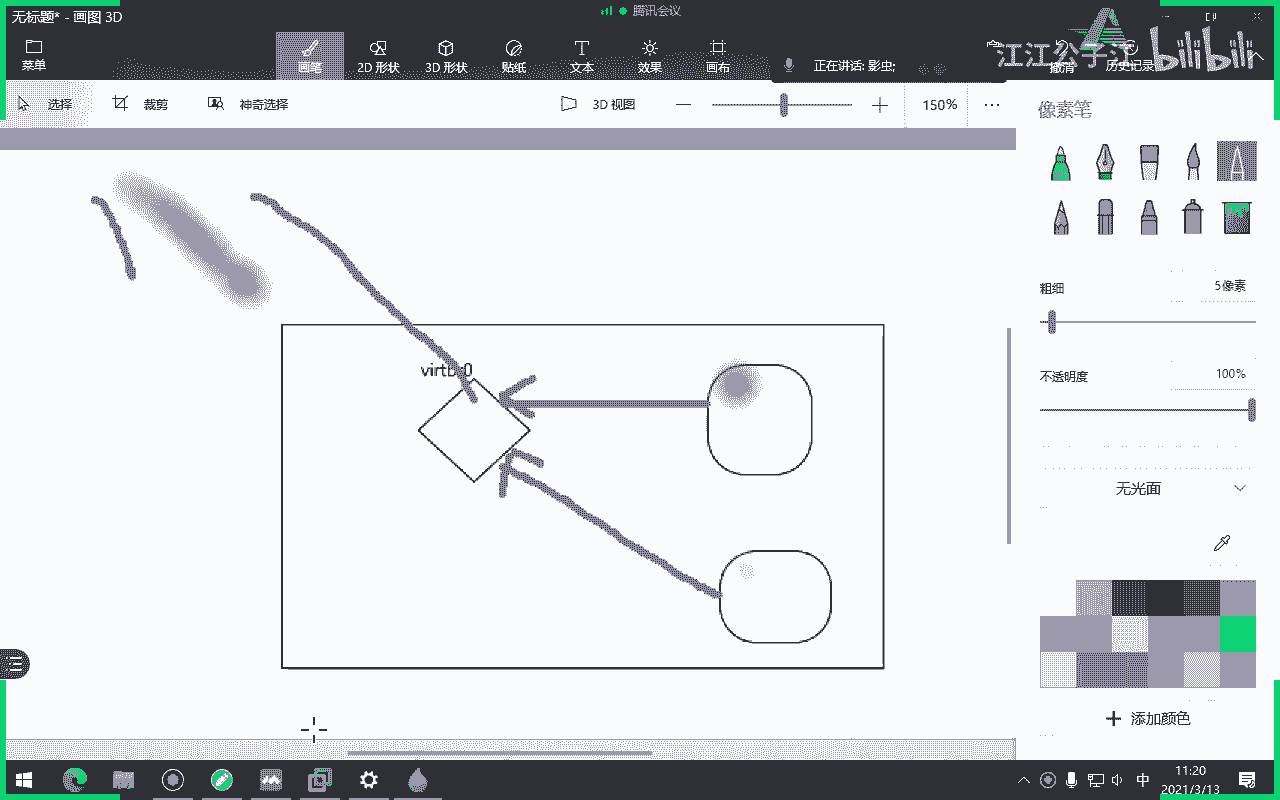 无标题* - 画图 3D
腾讯会议
菜单
画笔
2D 形状
3D 形状
贴纸
文本
效果
画布
正在讲话: 影虫;
撤消
历史记录
江江公子
bilibili
选择
裁剪
神奇选择
3D 视图
150%
像素笔
粗细
5像素
不透明度
100%
无光面
添加颜色
中
11:20
2021/3/13